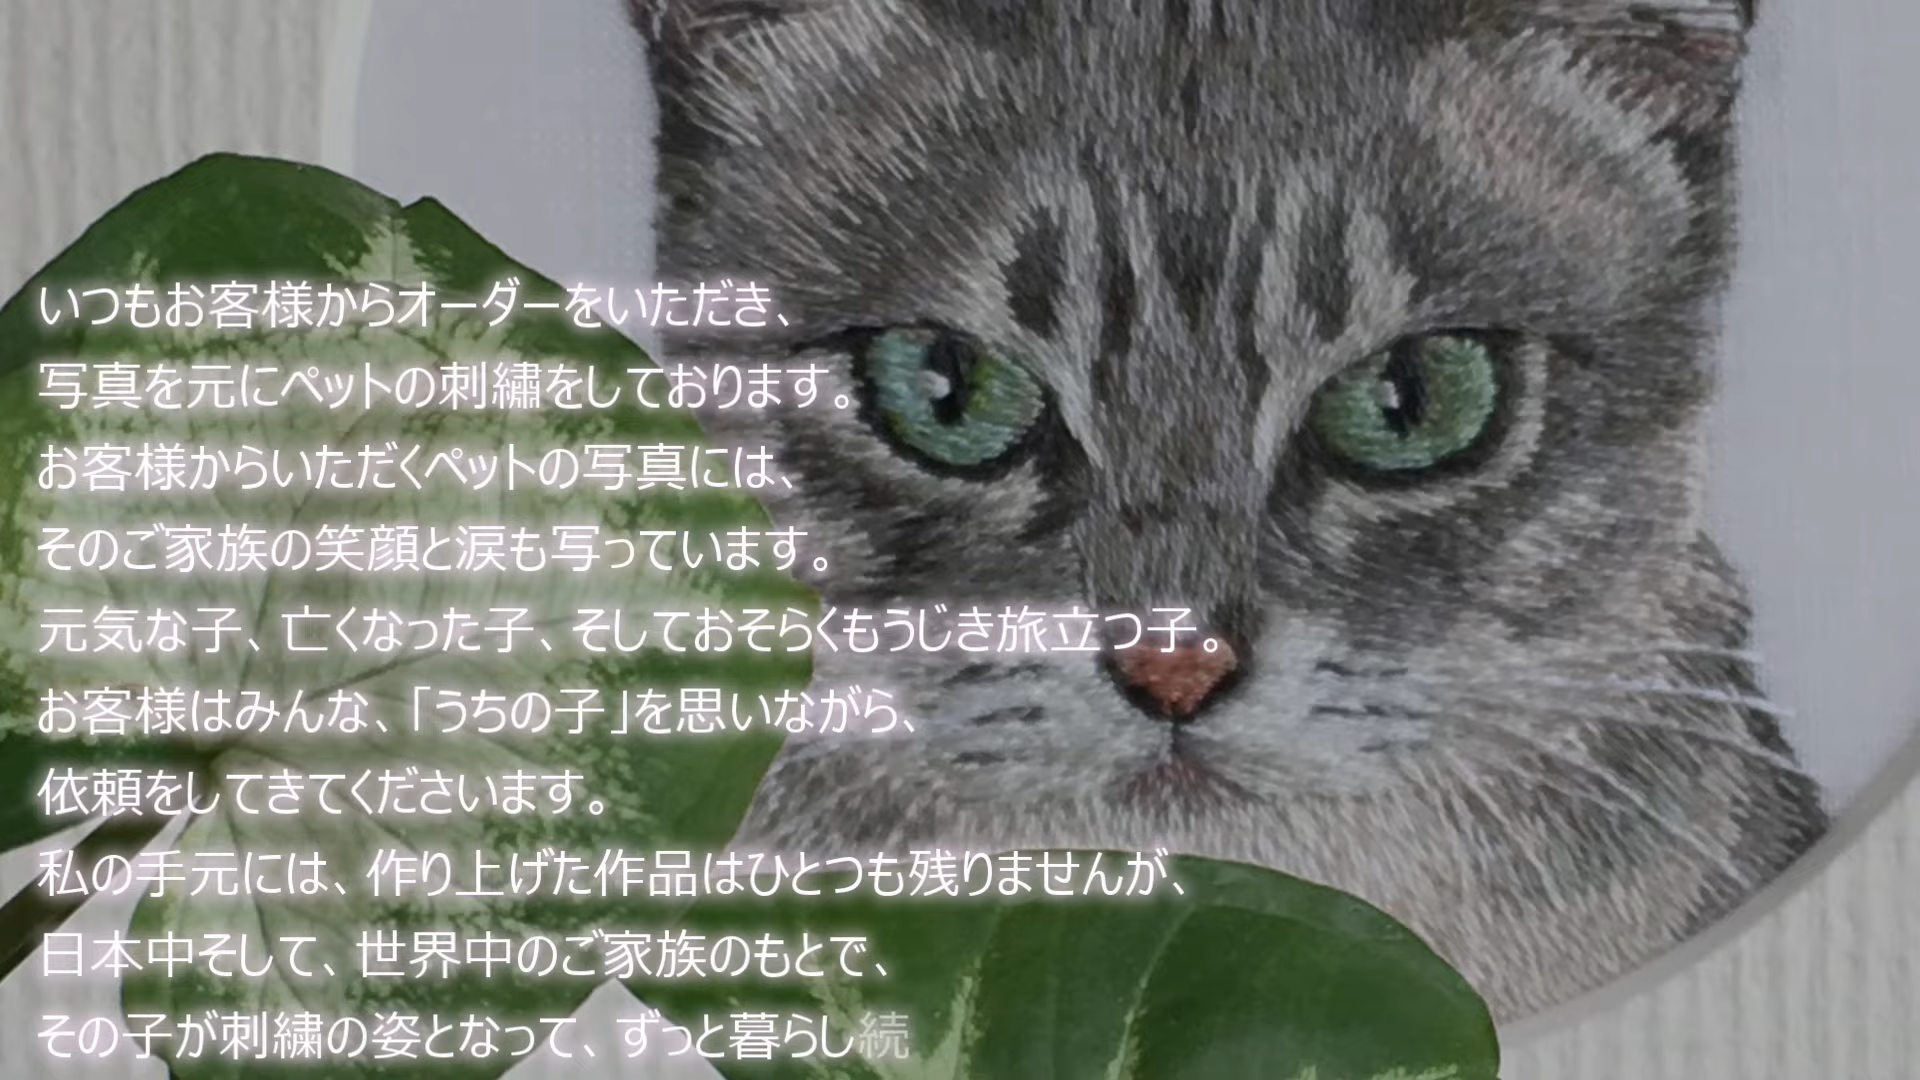 いつもお客様からオーダーをいただき、
写真を元にペットの刺繍をしております。
お客様からいただくペットの写真には、
そのご家族の笑顔と涙も写っています。
元気な子、亡くなった子、そしておそらくもうじき旅立つ子。
お客様はみんな、「うちの子」を思いながら、
依頼をしてきてくださいます。
私の手元には、作り上げた作品はひとつも残りませんが、
日本中そして、世界中のご家族のもとで、
その子が刺繍の姿となって、ずっと暮らし続